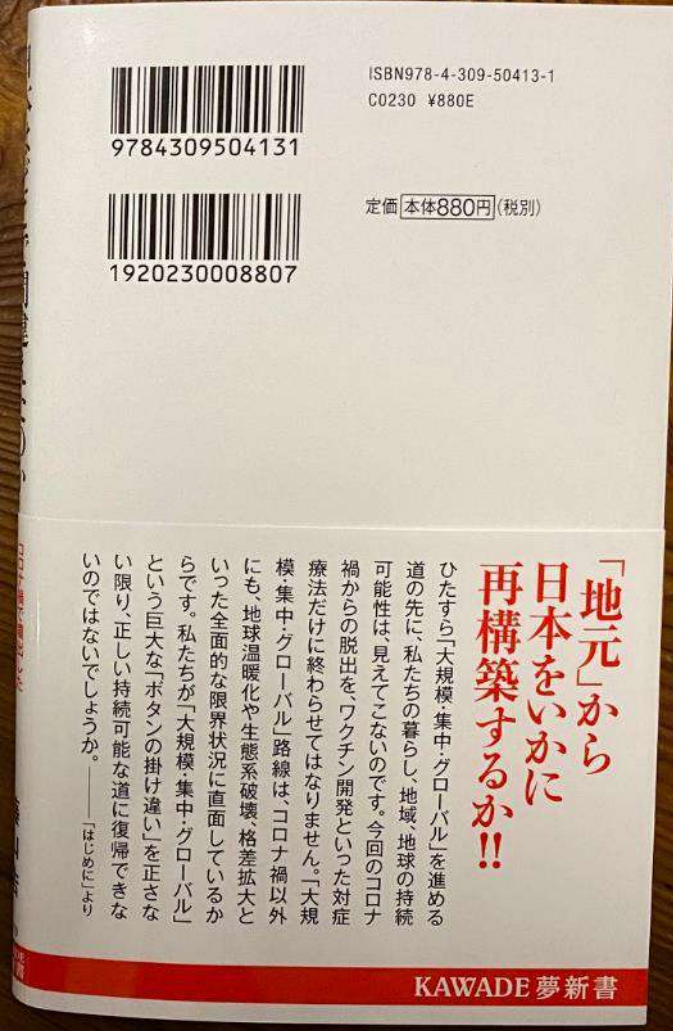 ISBN978-4-309-50413-1
C0230 ¥880E
9784309504131
定価 本体880円(税別)
1920230008807
「地元」から
日本をいかに
再構築するか!!
ひたすら「大規模・集中・グローバル」を進める
道の先に、私たちの暮らし、地域、地球の持続
可能性は、見えてこないのです。今回のコロナ
禍からの脱出を、ワクチン開発といった対症
療法だけに終わらせてはなりません。「大規
模・集中・グローバル」路線は、コロナ禍以外
にも、地球温暖化や生態系破壊、格差拡大と
いった全面的な限界状況に直面しているか
らです。私たちが「大規模・集中・グローバル」
という巨大な「ボタンの掛け違い」を正さな
い限り、正しい持続可能な道に復帰できな
いのではないでしょうか。——「はじめに」より
KAWADE夢新書